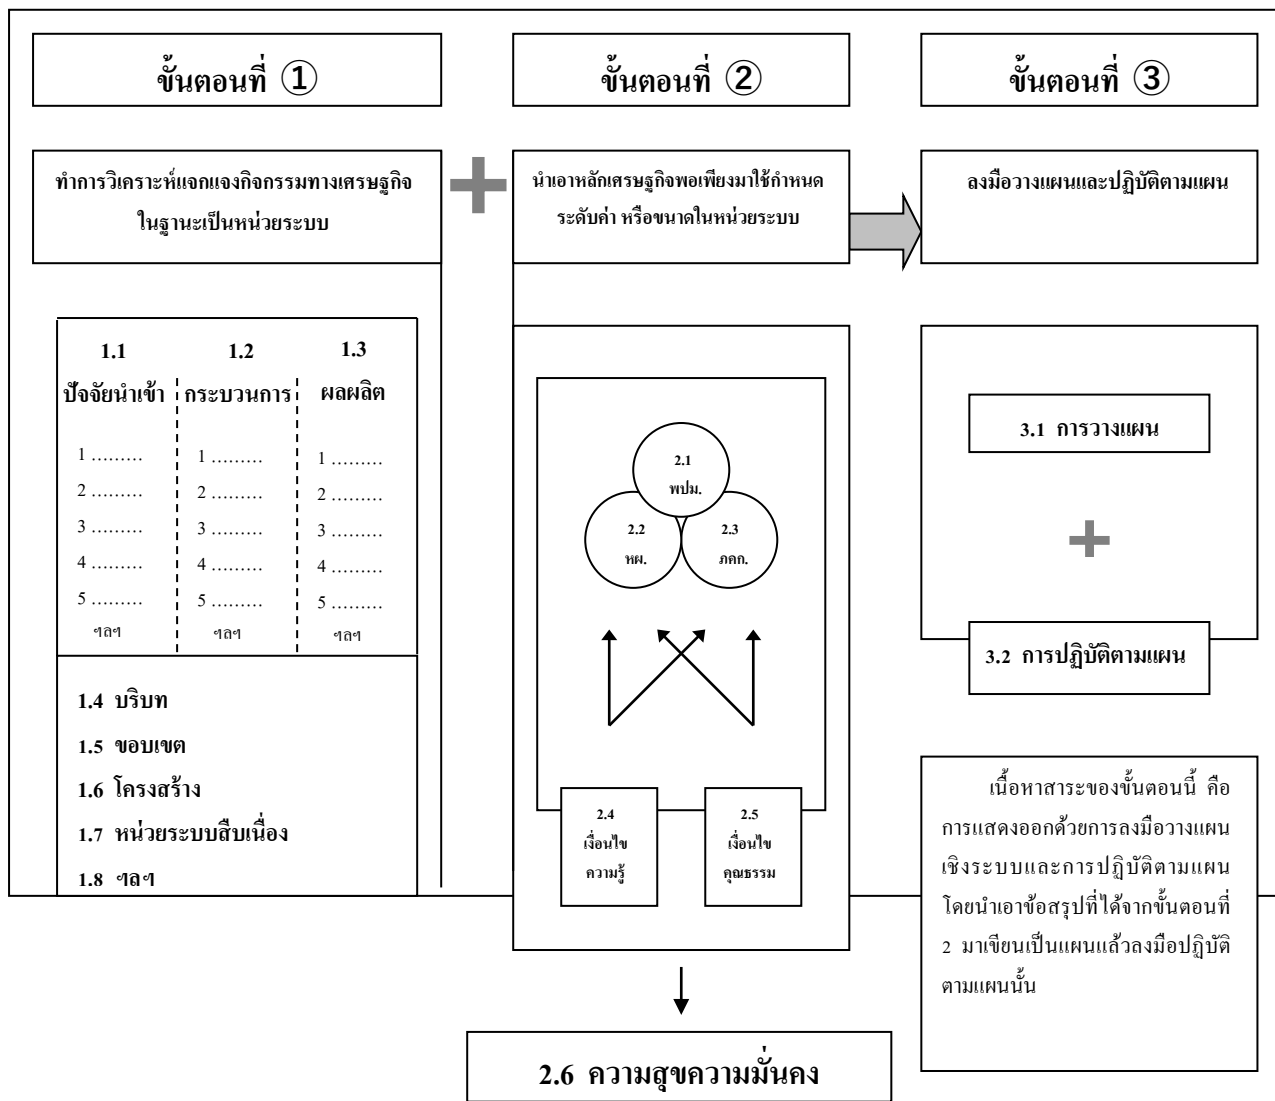 ขั้นตอนที่ ①
ขั้นตอนที่ ②
ขั้นตอนที่ ③
ทำการวิเคราะห์แจกแจงกิจกรรมทางเศรษฐกิจ
ในฐานะเป็นหน่วยระบบ
นำเอาหลักเศรษฐกิจพอเพียงมาใช้กำหนด
ระดับค่า หรือขนาดในหน่วยระบบ
ลงมือวางแผนและปฏิบัติตามแผน
1.1
ปัจจัยนำเข้า
1 .........
2 .........
3 .........
4 .........
5 .........
ฯลฯ
1.2
กระบวนการ
1 .........
2 .........
3 .........
4 .........
5 .........
ฯลฯ
1.3
ผลผลิต
1 .........
2 .........
3 .........
4 .........
5 .........
ฯลฯ
1.4 บริบท
1.5 ขอบเขต
1.6 โครงสร้าง
1.7 หน่วยระบบสืบเนื่อง
1.8 ฯลฯ
2.1
พปม.
2.2
หผ.
2.3
ภคก.
2.4
เงื่อนไข
ความรู้
2.5
เงื่อนไข
คุณธรรม
2.6 ความสุขความมั่นคง
3.1 การวางแผน
3.2 การปฏิบัติตามแผน
เนื้อหาสาระของขั้นตอนนี้ คือ
การแสดงออกด้วยการลงมือวางแผน
เชิงระบบและการปฏิบัติตามแผน
โดยนำเอาข้อสรุปที่ได้จากขั้นตอนที่
2 มาเขียนเป็นแผนแล้วลงมือปฏิบัติ
ตามแผนนั้น